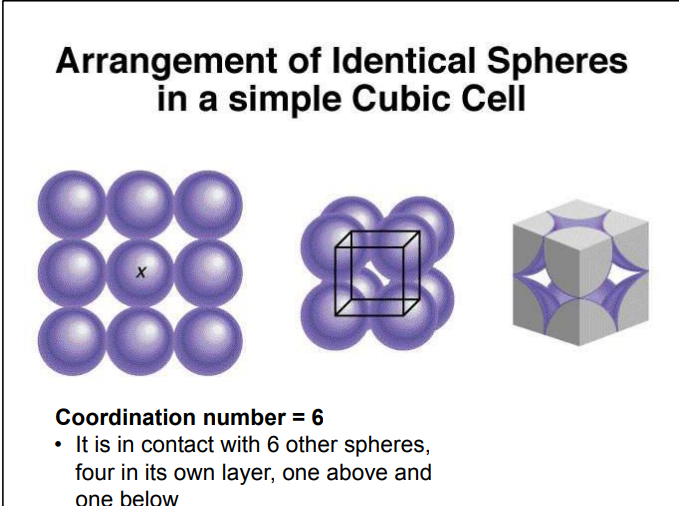 Arrangement of Identical Spheres
in a simple Cubic Cell
x
Coordination number = 6
• It is in contact with 6 other spheres,
four in its own layer, one above and
one below